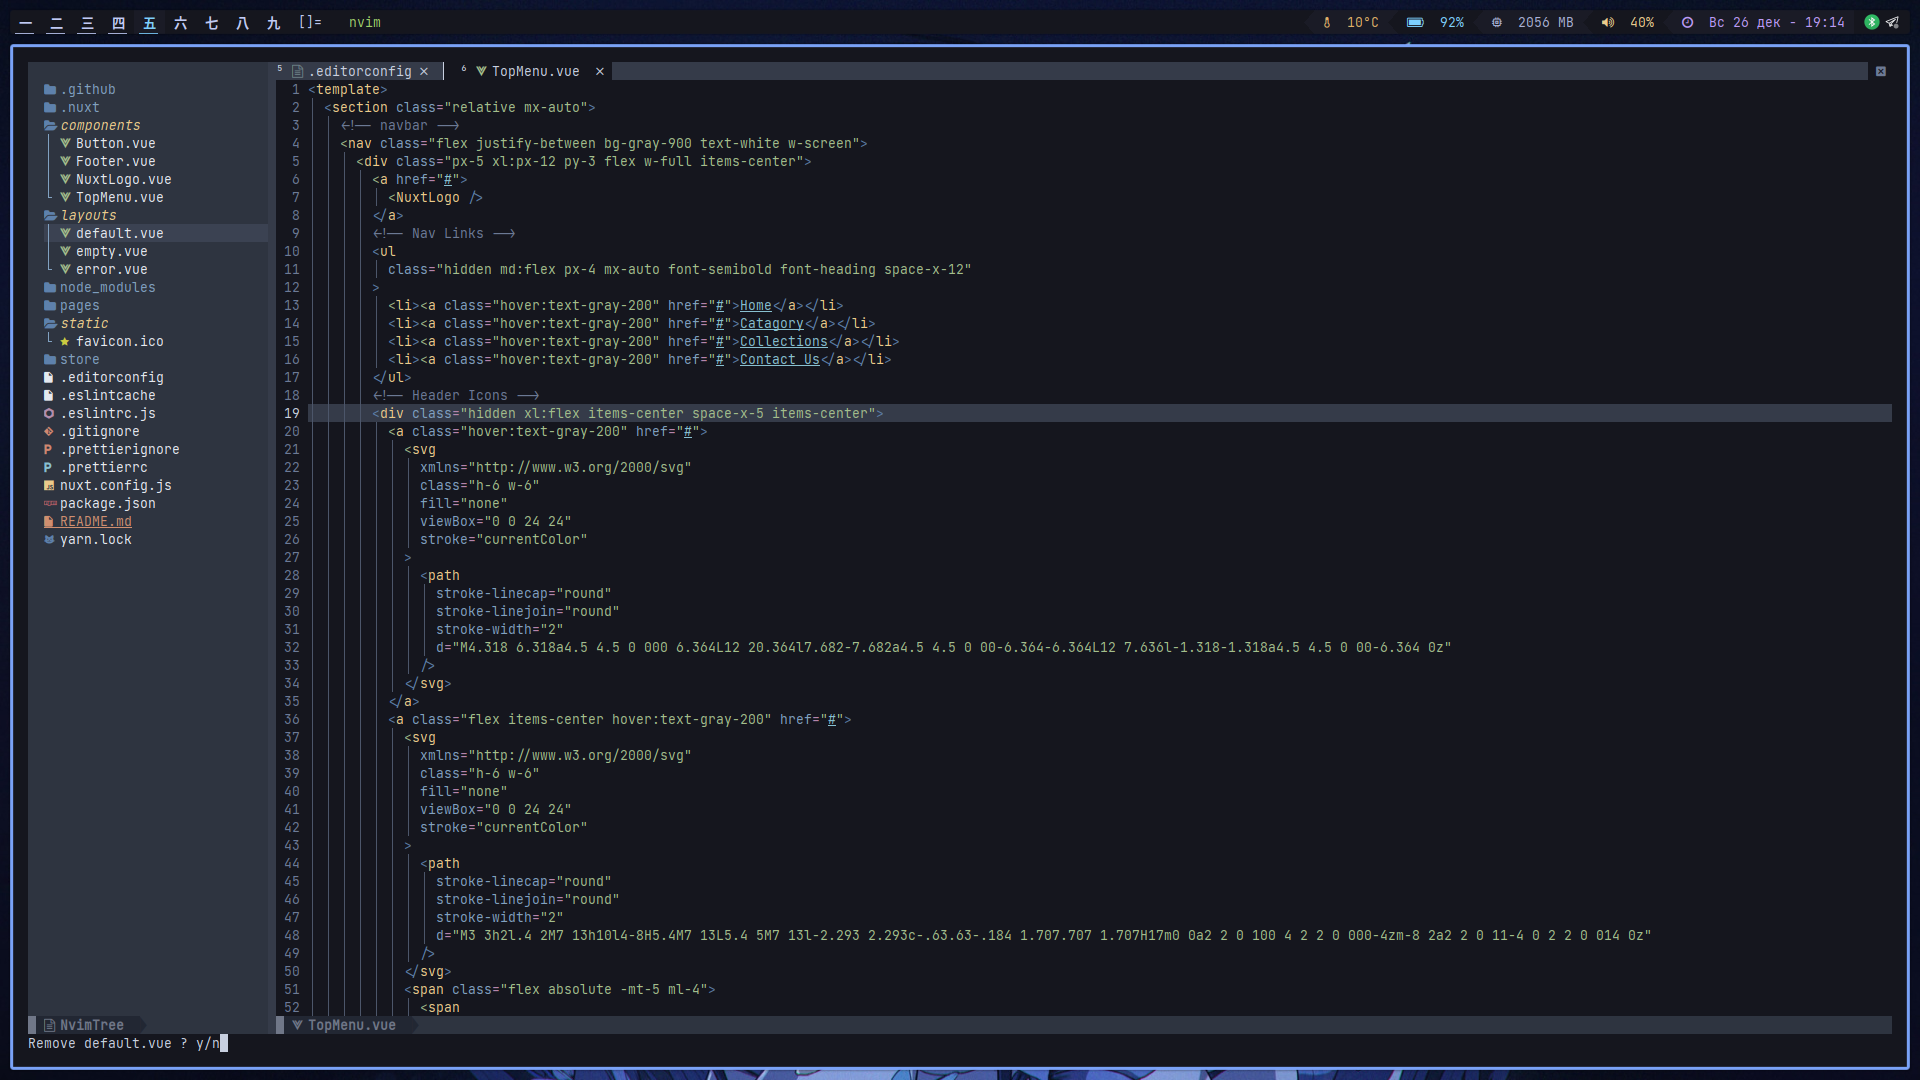 一 二 三 四 五 六 七 八 九 []= nvim
10°C 92% 2056 MB 40% Вс 26 дек - 19:14
5 .editorconfig × 6 TopMenu.vue ×
.github
.nuxt
components
Button.vue
Footer.vue
NuxtLogo.vue
TopMenu.vue
layouts
default.vue
empty.vue
error.vue
node_modules
pages
static
favicon.ico
store
.editorconfig
.eslintcache
.eslintrc.js
.gitignore
.prettierignore
.prettierrc
nuxt.config.js
package.json
README.md
yarn.lock
1 <template>
2 <section class="relative mx-auto">
3 <!-- navbar -->
4 <nav class="flex justify-between bg-gray-900 text-white w-screen">
5 <div class="px-5 xl:px-12 py-3 flex w-full items-center">
6 <a href="#">
7 <NuxtLogo />
8 </a>
9 <!-- Nav Links -->
10 <ul
11 class="hidden md:flex px-4 mx-auto font-semibold font-heading space-x-12"
12 >
13 <li><a class="hover:text-gray-200" href="#">Home</a></li>
14 <li><a class="hover:text-gray-200" href="#">Catagory</a></li>
15 <li><a class="hover:text-gray-200" href="#">Collections</a></li>
16 <li><a class="hover:text-gray-200" href="#">Contact Us</a></li>
17 </ul>
18 <!-- Header Icons -->
19 <div class="hidden xl:flex items-center space-x-5 items-center">
20 <a class="hover:text-gray-200" href="#">
21 <svg
22 xmlns="http://www.w3.org/2000/svg"
23 class="h-6 w-6"
24 fill="none"
25 viewBox="0 0 24 24"
26 stroke="currentColor"
27 >
28 <path
29 stroke-linecap="round"
30 stroke-linejoin="round"
31 stroke-width="2"
32 d="M4.318 6.318a4.5 4.5 0 000 6.364L12 20.364l7.682-7.682a4.5 4.5 0 00-6.364-6.364L12 7.636l-1.318-1.318a4.5 4.5 0 00-6.364 0z"
33 />
34 </svg>
35 </a>
36 <a class="flex items-center hover:text-gray-200" href="#">
37 <svg
38 xmlns="http://www.w3.org/2000/svg"
39 class="h-6 w-6"
40 fill="none"
41 viewBox="0 0 24 24"
42 stroke="currentColor"
43 >
44 <path
45 stroke-linecap="round"
46 stroke-linejoin="round"
47 stroke-width="2"
48 d="M3 3h2l.4 2M7 13h10l4-8H5.4M7 13L5.4 5M7 13l-2.293 2.293c-.63.63-.184 1.707.707 1.707H17m0 0a2 2 0 100 4 2 2 0 000-4zm-8 2a2 2 0 11-4 0 2 2 0 014 0z"
49 />
50 </svg>
51 <span class="flex absolute -mt-5 ml-4">
52 <span
NvimTree
TopMenu.vue
Remove default.vue ? y/n